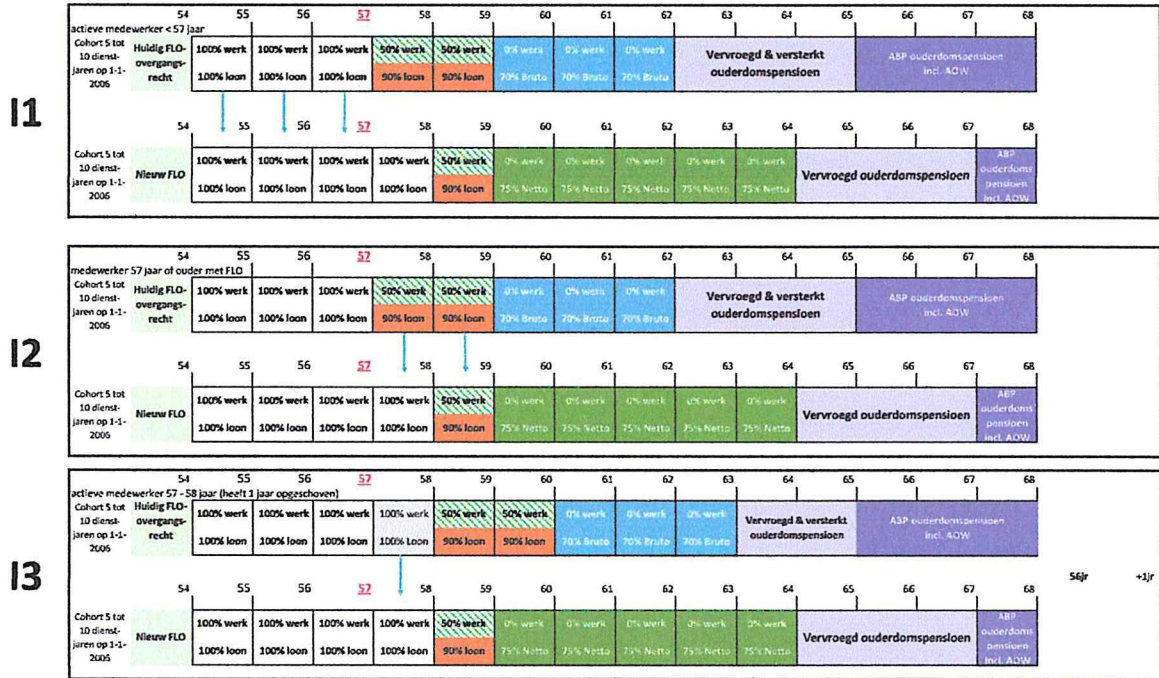 I1
54 55 56 57 58 59 60 61 62 63 64 65 66 67 68
actieve medewerker < 57 jaar
Cohort 5 tot 10 dienst-jaren op 1-1-2006
Huidig FLO-overgangs-recht
100% werk 100% werk 100% werk 50% werk 50% werk 0% werk 0% werk 0% werk
100% loon 100% loon 100% loon 90% loon 90% loon 70% Bruto 70% Bruto 70% Bruto
Vervroegd & versterkt ouderdomspensioen
ABP ouderdomspensioen incl. AOW
54 55 56 57 58 59 60 61 62 63 64 65 66 67 68
Cohort 5 tot 10 dienst-jaren op 1-1-2006
Nieuw FLO
100% werk 100% werk 100% werk 100% werk 50% werk 0% werk 0% werk 0% werk 0% werk 0% werk
100% loon 100% loon 100% loon 100% loon 90% loon 75% Netto 75% Netto 75% Netto 75% Netto 75% Netto
Vervroegd ouderdomspensioen
ABP ouderdoms pensioen incl. AOW
I2
54 55 56 57 58 59 60 61 62 63 64 65 66 67 68
medewerker 57 jaar of ouder met FLO
Cohort 5 tot 10 dienst-jaren op 1-1-2006
Huidig FLO-overgangs-recht
100% werk 100% werk 100% werk 50% werk 50% werk 0% werk 0% werk 0% werk
100% loon 100% loon 100% loon 90% loon 90% loon 70% Bruto 70% Bruto 70% Bruto
Vervroegd & versterkt ouderdomspensioen
ABP ouderdomspensioen incl. AOW
54 55 56 57 58 59 60 61 62 63 64 65 66 67 68
Cohort 5 tot 10 dienst-jaren op 1-1-2006
Nieuw FLO
100% werk 100% werk 100% werk 100% werk 50% werk 0% werk 0% werk 0% werk 0% werk 0% werk
100% loon 100% loon 100% loon 100% loon 90% loon 75% Netto 75% Netto 75% Netto 75% Netto 75% Netto
Vervroegd ouderdomspensioen
ABP ouderdoms pensioen incl. AOW
I3
54 55 56 57 58 59 60 61 62 63 64 65 66 67 68
actieve medewerker 57 - 58 jaar (heeft 1 jaar opgeschoven)
Cohort 5 tot 10 dienst-jaren op 1-1-2006
Huidig FLO-overgangs-recht
100% werk 100% werk 100% werk 100% werk 50% werk 50% werk 0% werk 0% werk 0% werk
100% loon 100% loon 100% loon 100% Loon 90% loon 90% loon 70% Bruto 70% Bruto 70% Bruto
Vervroegd & versterkt ouderdomspensioen
ABP ouderdomspensioen incl. AOW
56jr +1jr
54 55 56 57 58 59 60 61 62 63 64 65 66 67 68
Cohort 5 tot 10 dienst-jaren op 1-1-2006
Nieuw FLO
100% werk 100% werk 100% werk 100% werk 50% werk 0% werk 0% werk 0% werk 0% werk 0% werk
100% loon 100% loon 100% loon 100% loon 90% loon 75% Netto 75% Netto 75% Netto 75% Netto 75% Netto
Vervroegd ouderdomspensioen
ABP ouderdoms pensioen incl. AOW